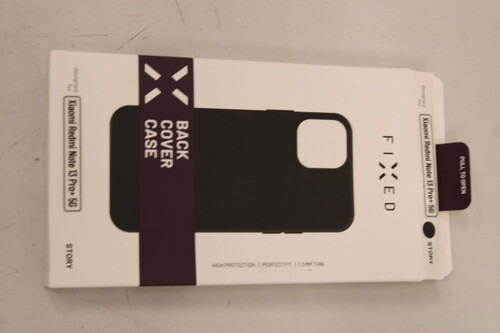 FIXED
BACK
COVER
CASE
designed
for
Xiaomi Redmi Note 13 Pro+ 5G
STORY
HIGH PROTECTION | PERFECT FIT | 1.0 MM THIN
designed
for
Xiaomi Redmi Note 13 Pro+ 5G
STORY
PULL TO OPEN